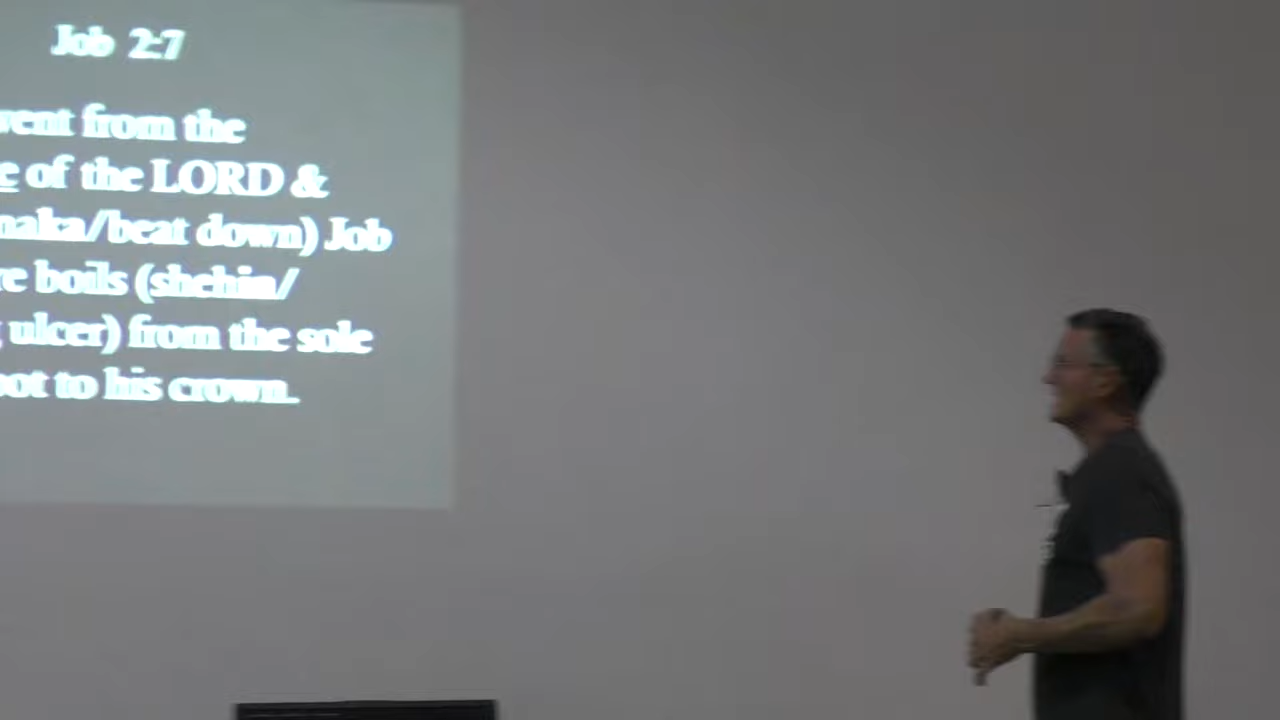 Job 2:7
went from the
e of the LORD &
naka/beat down) Job
re boils (shehin/
ulcer) from the sole
oot to his crown.